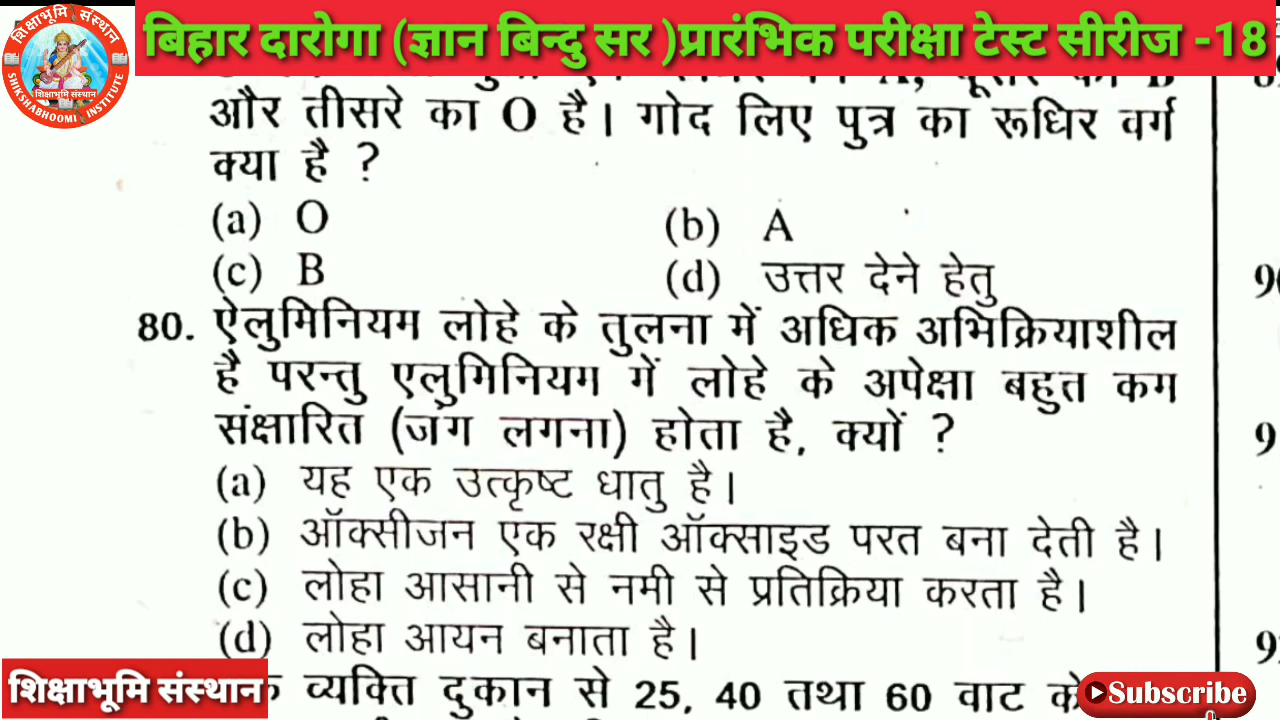 बिहार दारोगा (ज्ञान बिन्दु सर )प्रारंभिक परीक्षा टेस्ट सीरीज -18
शिक्षाभूमि संस्थान
शिक्षाभूमि संस्थान
SHIKSHABHOOMI INSTITUTE
और तीसरे का O है। गोद लिए पुत्र का रूधिर वर्ग
क्या है ?
(a) O (b) A
(c) B (d) उत्तर देने हेतु
80. ऐलुमिनियम लोहे के तुलना में अधिक अभिक्रियाशील
है परन्तु एलुमिनियम में लोहे के अपेक्षा बहुत कम
संक्षारित (जंग लगना) होता है, क्यों ?
(a) यह एक उत्कृष्ट धातु है।
(b) ऑक्सीजन एक रक्षी ऑक्साइड परत बना देती है।
(c) लोहा आसानी से नमी से प्रतिक्रिया करता है।
(d) लोहा आयन बनाता है।
व्यक्ति दुकान से 25, 40 तथा 60 वाट के
शिक्षाभूमि संस्थान
Subscribe